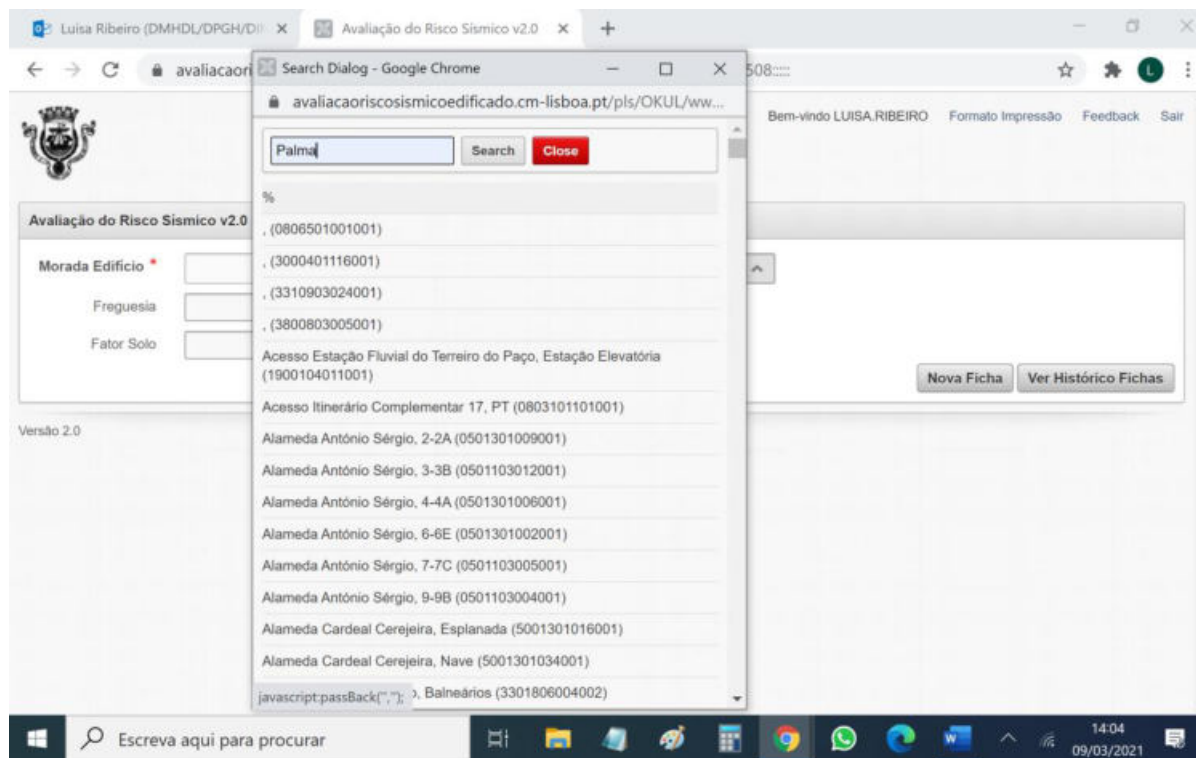 Luisa Ribeiro (DMHDL/DPGH/DI
Avaliação do Risco Sísmico v2.0
avaliacaori
508:::::
Search Dialog - Google Chrome
avaliacaoriscosismicoedificado.cm-lisboa.pt/pls/OKUL/ww...
Bem-vindo LUISA.RIBEIRO Formato Impressão Feedback Sair
Palma Search Close
%
Avaliação do Risco Sísmico v2.0
, (0806501001001)
Morada Edifício *
, (3000401116001)
, (3310903024001)
Freguesia
, (3800803005001)
Fator Solo
Acesso Estação Fluvial do Terreiro do Paço, Estação Elevatória
(1900104011001)
Nova Ficha Ver Histórico Fichas
Acesso Itinerário Complementar 17, PT (0803101101001)
Versão 2.0
Alameda António Sérgio, 2-2A (0501301009001)
Alameda António Sérgio, 3-3B (0501103012001)
Alameda António Sérgio, 4-4A (0501301006001)
Alameda António Sérgio, 6-6E (0501301002001)
Alameda António Sérgio, 7-7C (0501103005001)
Alameda António Sérgio, 9-9B (0501103004001)
Alameda Cardeal Cerejeira, Esplanada (5001301016001)
Alameda Cardeal Cerejeira, Nave (5001301034001)
javascript:passBack(",");
, Balneários (3301806004002)
Escreva aqui para procurar
14:04
09/03/2021